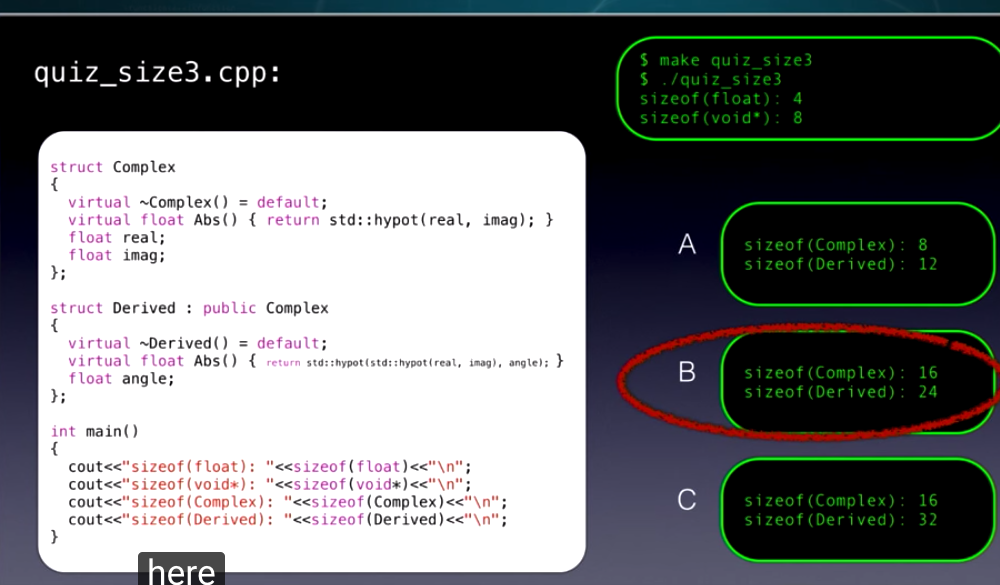 quiz_size3.cpp:
$ make quiz_size3
$ ./quiz_size3
sizeof(float): 4
sizeof(void*): 8
struct Complex
{
  virtual ~Complex() = default;
  virtual float Abs() { return std::hypot(real, imag); }
  float real;
  float imag;
};

struct Derived : public Complex
{
  virtual ~Derived() = default;
  virtual float Abs() { return std::hypot(std::hypot(real, imag), angle); }
  float angle;
};

int main()
{
  cout<<"sizeof(float): "<<sizeof(float)<<"\n";
  cout<<"sizeof(void*): "<<sizeof(void*)<<"\n";
  cout<<"sizeof(Complex): "<<sizeof(Complex)<<"\n";
  cout<<"sizeof(Derived): "<<sizeof(Derived)<<"\n";
}
A
sizeof(Complex): 8
sizeof(Derived): 12
B
sizeof(Complex): 16
sizeof(Derived): 24
C
sizeof(Complex): 16
sizeof(Derived): 32
here